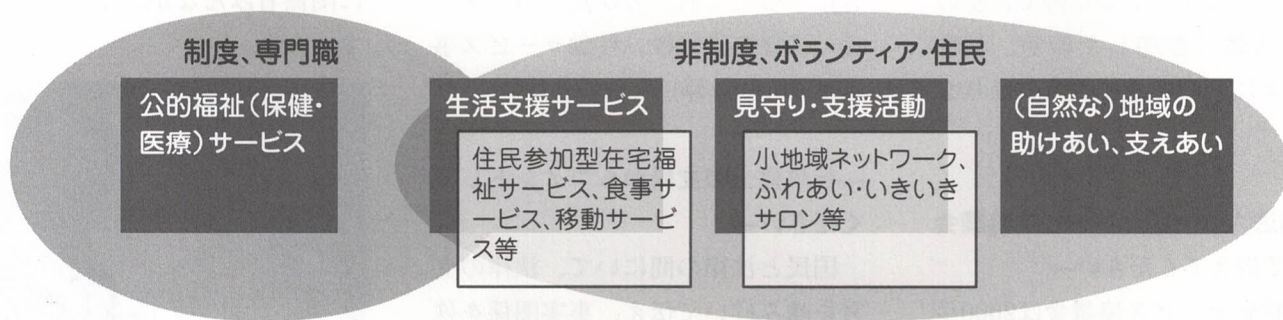 制度、専門職
非制度、ボランティア・住民
公的福祉（保健・
医療）サービス
生活支援サービス
住民参加型在宅福
祉サービス、食事サ
ービス、移動サービ
ス等
見守り・支援活動
小地域ネットワーク、
ふれあい・いきいき
サロン等
（自然な）地域の
助けあい、支えあい